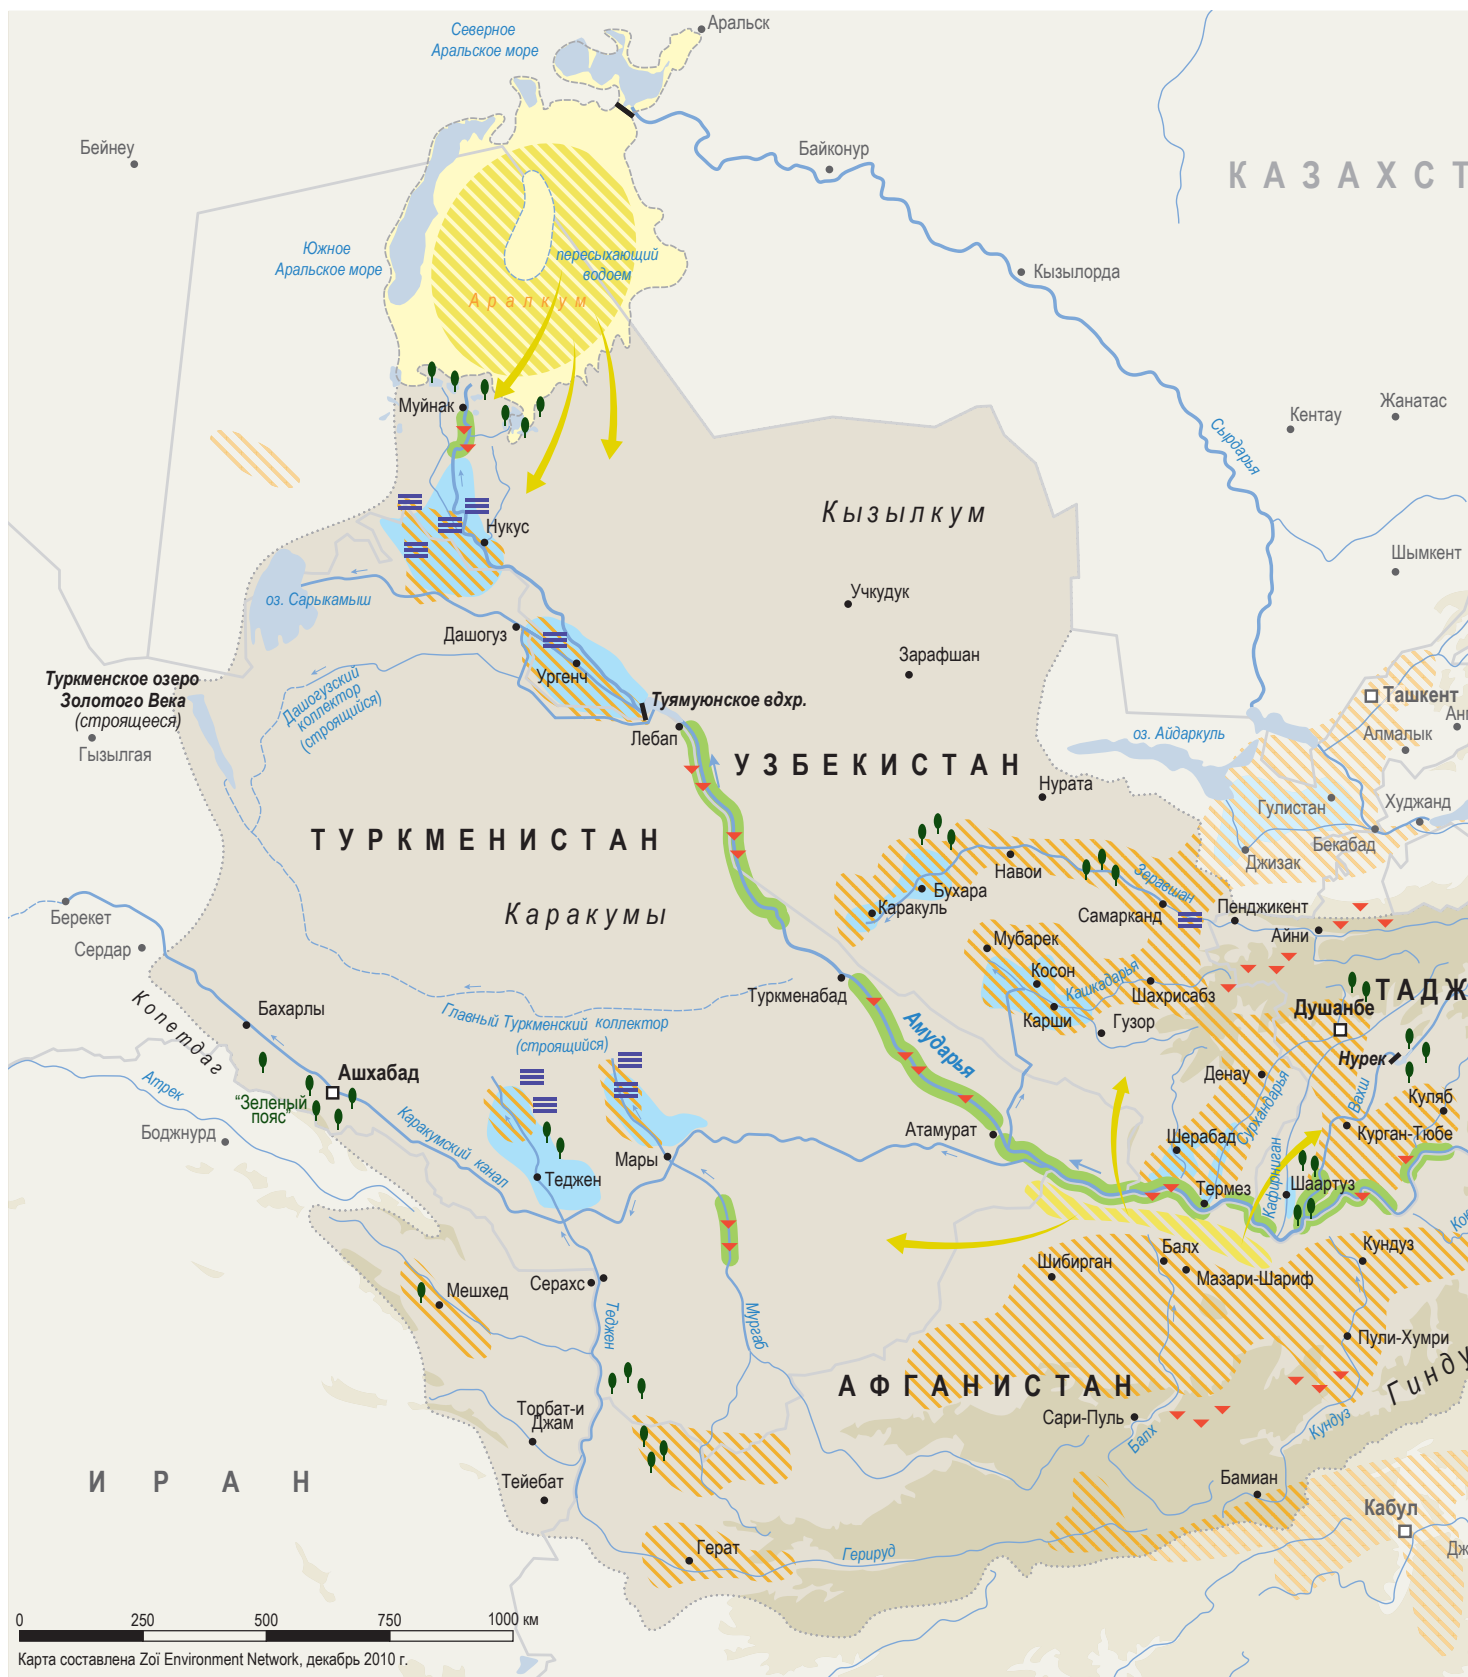 Северное
Аральское море
Аральск
Бейнеу
Байконур
КАЗАХСТ
Южное
Аральское море
пересыхающий
водоем
Аралкум
Кызылорда
Муйнак
Сырдарья
Кентау
Жанатас
Кызылкум
Нукус
Шымкент
оз. Сарыкамыш
Учкудук
Дашогуз
Зарафшан
Ургенч
Туркменское озеро
Золотого Века
(строящееся)
Гызылгая
Дашогузский
коллектор
(строящийся)
Туямуюнское вдхр.
Лебап
Ташкент
Алмалык
оз. Айдаркуль
УЗБЕКИСТАН
Нурата
Гулистан
Худжанд
Бекабад
Джизак
ТУРКМЕНИСТАН
Навои
Бухара
Зеравшан
Каракуль
Самарканд
Пенджикент
Айни
Каракумы
Берекет
Сердар
Мубарек
Косон
Кашкадарья
Шахрисабз
Карши
Гузор
ТАДЖ
Душанбе
Туркменабад
Копетдаг
Бахарлы
Главный Туркменский коллектор
(строящийся)
Амударья
Нурек
Ашхабад
Атрек
"Зеленый
пояс"
Денау
Сурхандарья
Вахш
Куляб
Боджнурд
Каракумский канал
Атамурат
Шерабад
Курган-Тюбе
Мары
Теджен
Кафирниган
Термез
Шаартуз
Кок
Балх
Кундуз
Шибирган
Мазари-Шариф
Мешхед
Серахс
Теджен
Мургаб
Пули-Хумри
АФГАНИСТАН
Гинду
Торбат-и
Джам
Сари-Пуль
Балх
Кундуз
ИРАН
Тейебат
Бамиан
Кабул
Герат
Герируд
Дж
0 250 500 750 1000 км
Карта составлена Zoï Environment Network, декабрь 2010 г.